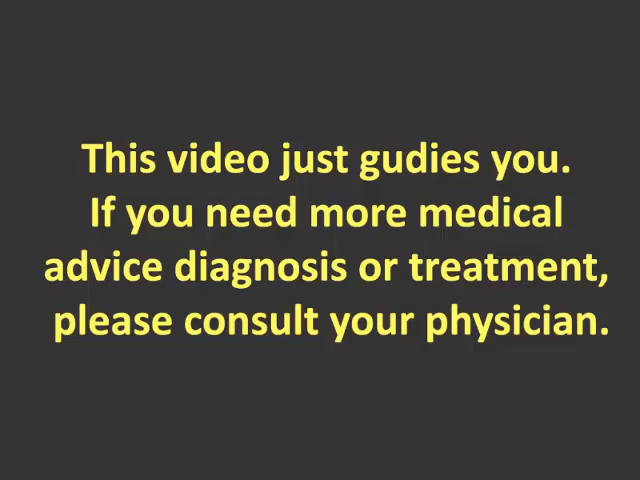 This video just gudies you.
If you need more medical
advice diagnosis or treatment,
please consult your physician.